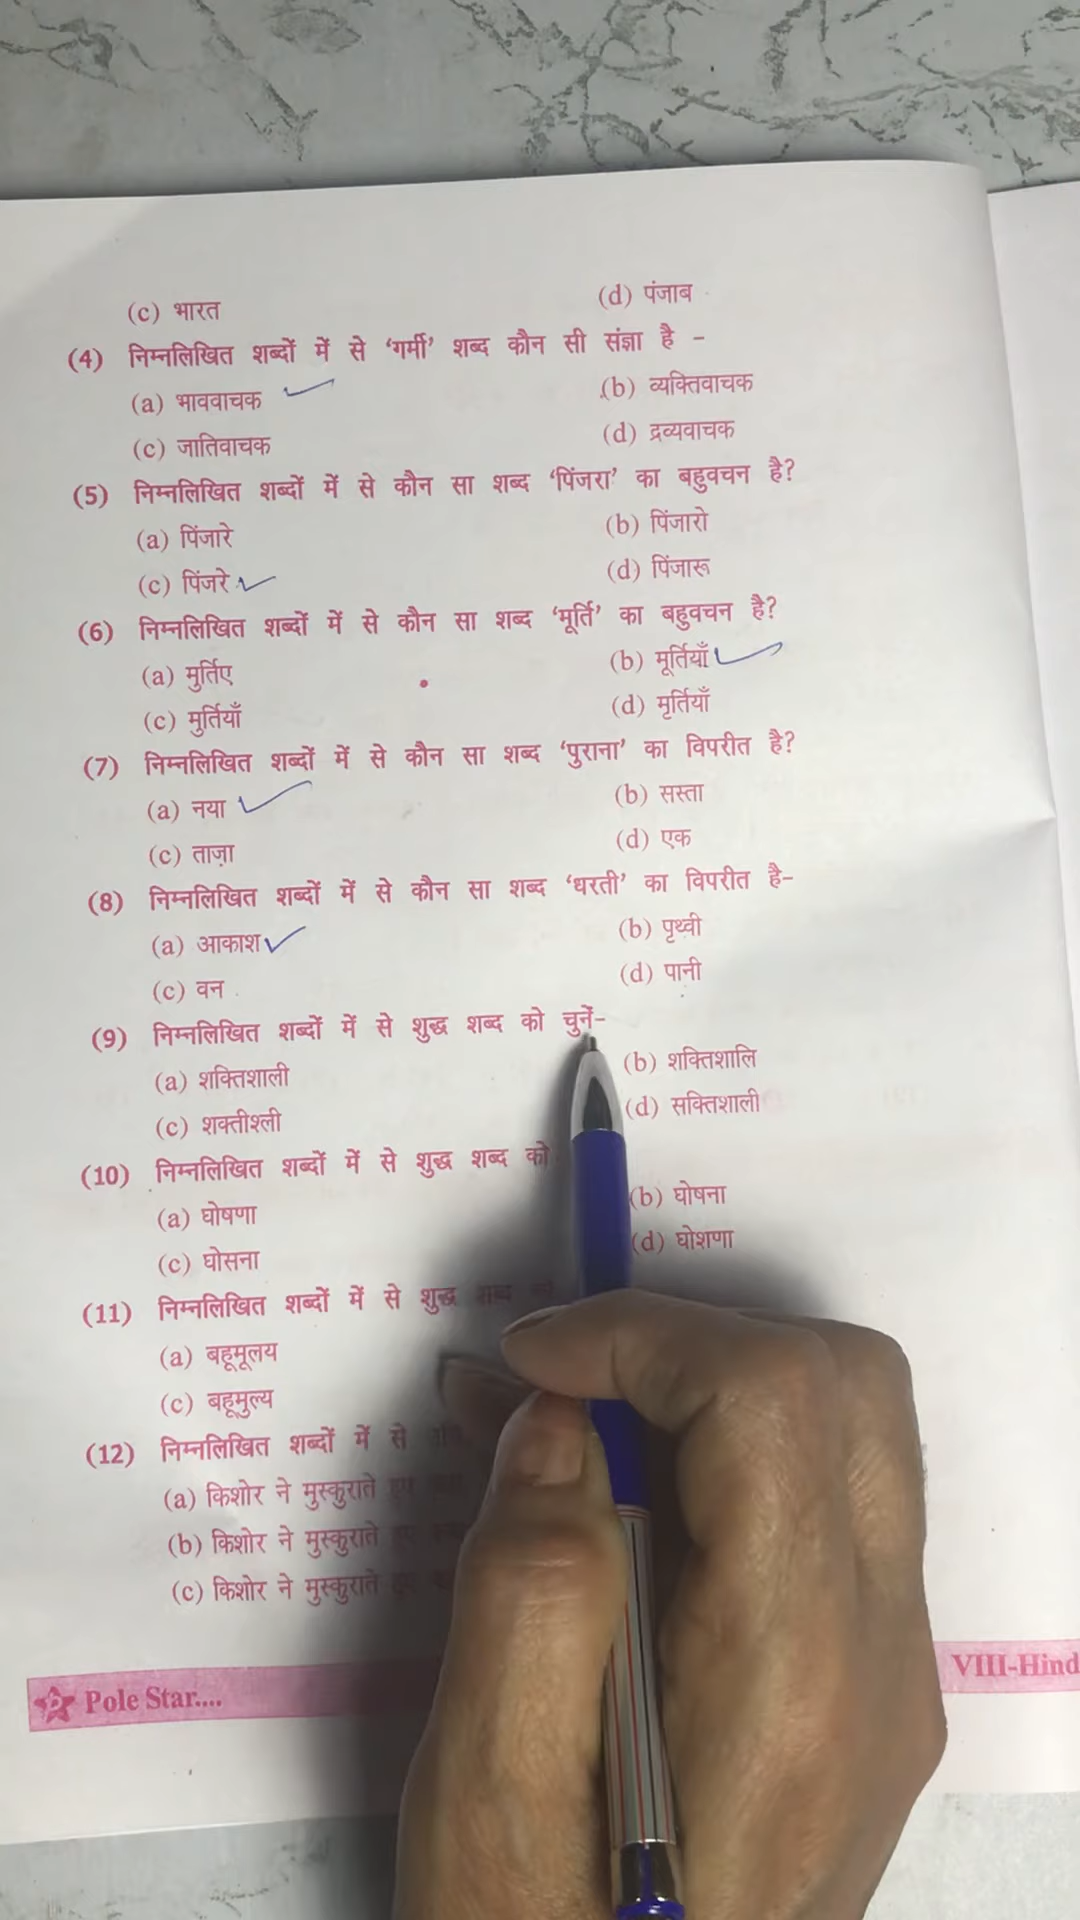 (c) भारत (d) पंजाब
(4) निम्नलिखित शब्दों में से ‘गर्मी’ शब्द कौन सी संज्ञा है -
(a) भाववाचक (b) व्यक्तिवाचक
(c) जातिवाचक (d) द्रव्यवाचक
(5) निम्नलिखित शब्दों में से कौन सा शब्द ‘पिंजरा’ का बहुवचन है?
(a) पिंजारे (b) पिंजारो
(c) पिंजरे (d) पिंजारू
(6) निम्नलिखित शब्दों में से कौन सा शब्द ‘मूर्ति’ का बहुवचन है?
(a) मुर्तिए (b) मूर्तियाँ
(c) मुर्तियाँ (d) मृर्तियाँ
(7) निम्नलिखित शब्दों में से कौन सा शब्द ‘पुराना’ का विपरीत है?
(a) नया (b) सस्ता
(c) ताज़ा (d) एक
(8) निम्नलिखित शब्दों में से कौन सा शब्द ‘धरती’ का विपरीत है-
(a) आकाश (b) पृथ्वी
(c) वन (d) पानी
(9) निम्नलिखित शब्दों में से शुद्ध शब्द को चुनें-
(a) शक्तिशाली (b) शक्तिशालि
(c) शक्तीश्ली (d) सक्तिशाली
(10) निम्नलिखित शब्दों में से शुद्ध शब्द को
(a) घोषणा (b) घोषना
(c) घोसना (d) घोशणा
(11) निम्नलिखित शब्दों में से शुद्ध शब्द को
(a) बहूमूलय
(c) बहूमुल्य
(12) निम्नलिखित शब्दों में से
(a) किशोर ने मुस्कुराते हुए
(b) किशोर ने मुस्कुराते हुए
(c) किशोर ने मुस्कुराते हुए
Pole Star.... VIII-Hind